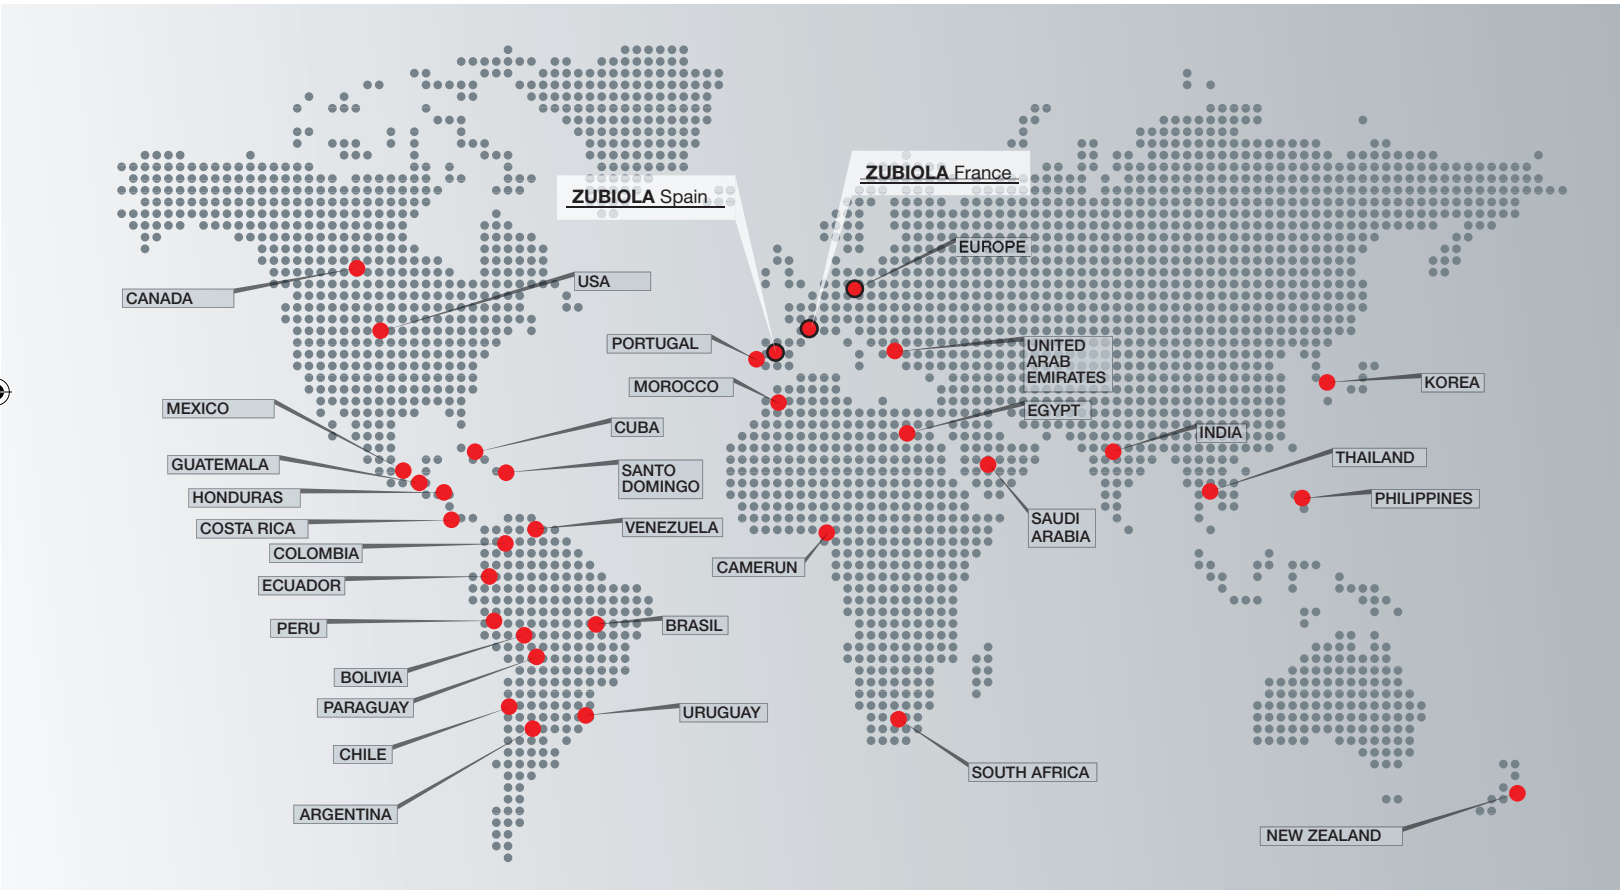 ZUBIOLA France
ZUBIOLA Spain
EUROPE
USA
CANADA
PORTUGAL
UNITED
ARAB
EMIRATES
MOROCCO
KOREA
MEXICO
EGYPT
CUBA
INDIA
GUATEMALA
THAILAND
SANTO
DOMINGO
HONDURAS
PHILIPPINES
COSTA RICA
VENEZUELA
SAUDI
ARABIA
COLOMBIA
CAMERUN
ECUADOR
PERU
BRASIL
BOLIVIA
PARAGUAY
URUGUAY
CHILE
SOUTH AFRICA
ARGENTINA
NEW ZEALAND